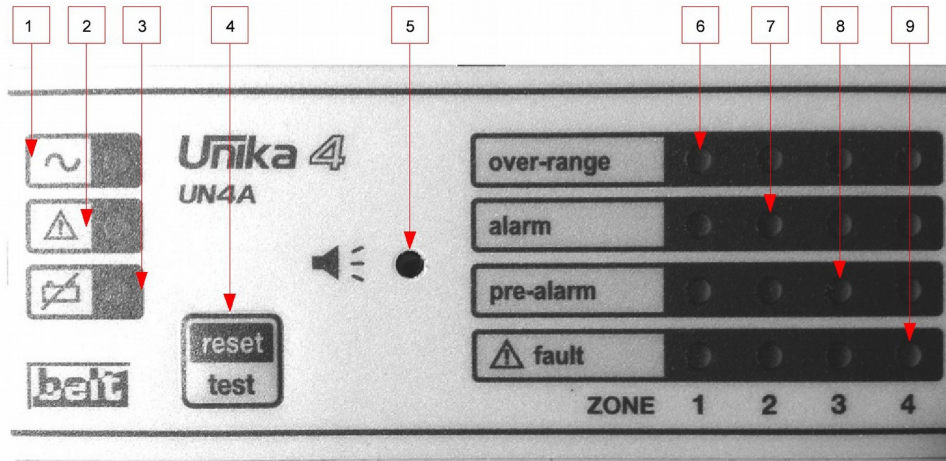 1 2 3 4 5 6 7 8 9
Unika 4
UN4A
over-range
alarm
pre-alarm
fault
reset
test
beit
ZONE 1 2 3 4